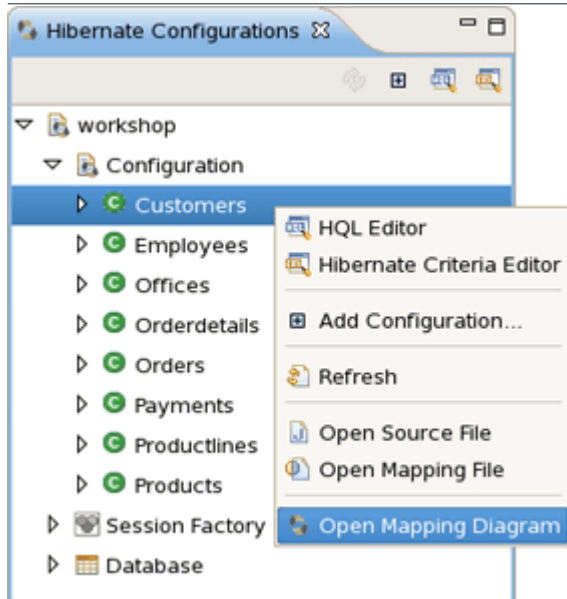 Hibernate Configurations
workshop
Configuration
Customers
Employees
Offices
Orderdetails
Orders
Payments
Productlines
Products
Session Factory
Database
HQL Editor
Hibernate Criteria Editor
Add Configuration...
Refresh
Open Source File
Open Mapping File
Open Mapping Diagram